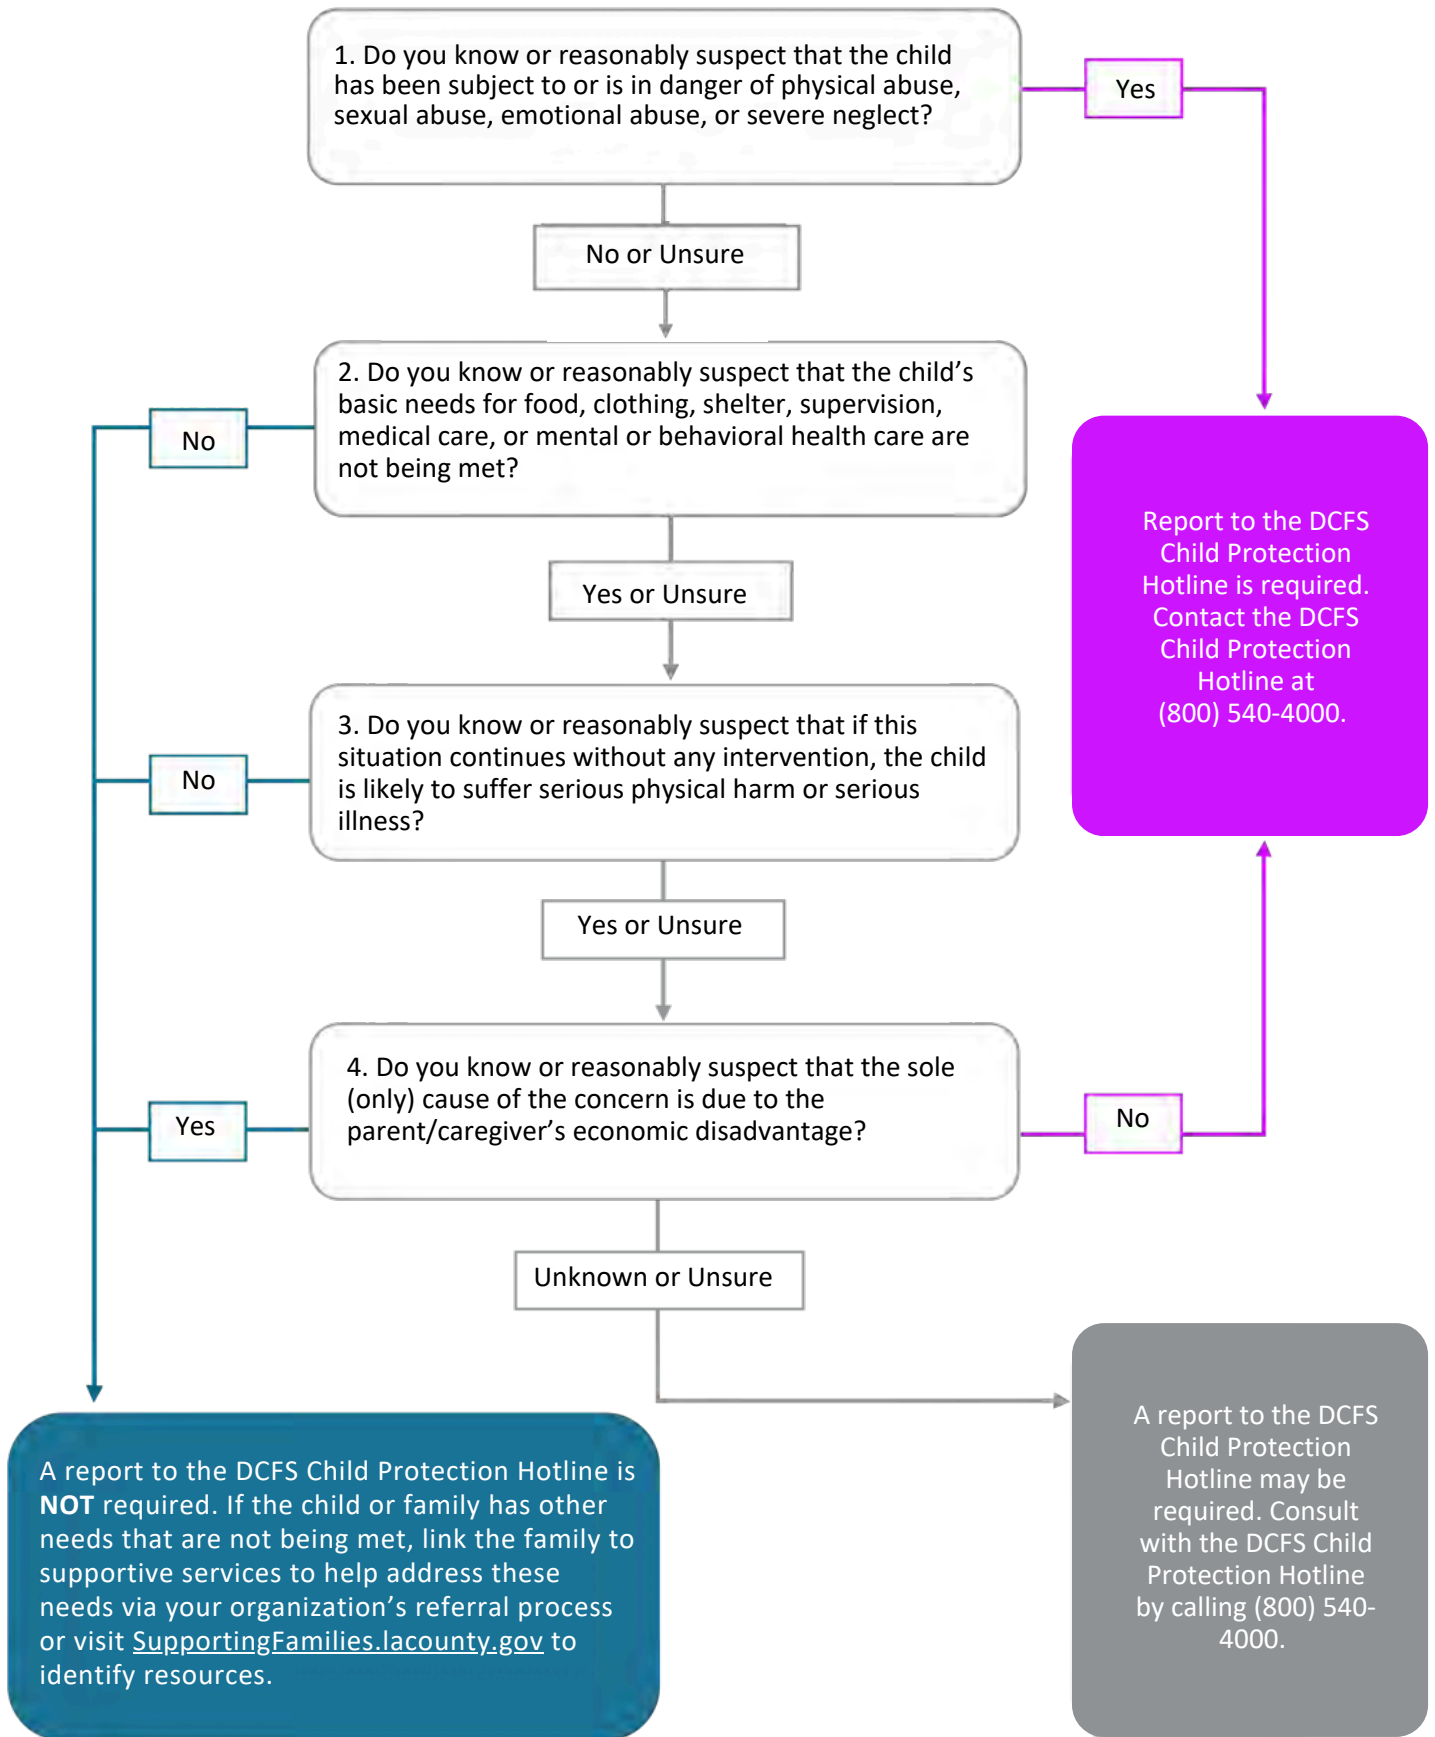 1. Do you know or reasonably suspect that the child
has been subject to or is in danger of physical abuse,
sexual abuse, emotional abuse, or severe neglect?
Yes
No or Unsure
2. Do you know or reasonably suspect that the child’s
basic needs for food, clothing, shelter, supervision,
medical care, or mental or behavioral health care are
not being met?
No
Yes or Unsure
Report to the DCFS
Child Protection
Hotline is required.
Contact the DCFS
Child Protection
Hotline at
(800) 540-4000.
3. Do you know or reasonably suspect that if this
situation continues without any intervention, the child
is likely to suffer serious physical harm or serious
illness?
No
Yes or Unsure
4. Do you know or reasonably suspect that the sole
(only) cause of the concern is due to the
parent/caregiver’s economic disadvantage?
Yes
No
Unknown or Unsure
A report to the DCFS Child Protection Hotline is
NOT required. If the child or family has other
needs that are not being met, link the family to
supportive services to help address these
needs via your organization’s referral process
or visit SupportingFamilies.lacounty.gov to
identify resources.
A report to the DCFS
Child Protection
Hotline may be
required. Consult
with the DCFS Child
Protection Hotline
by calling (800) 540-
4000.